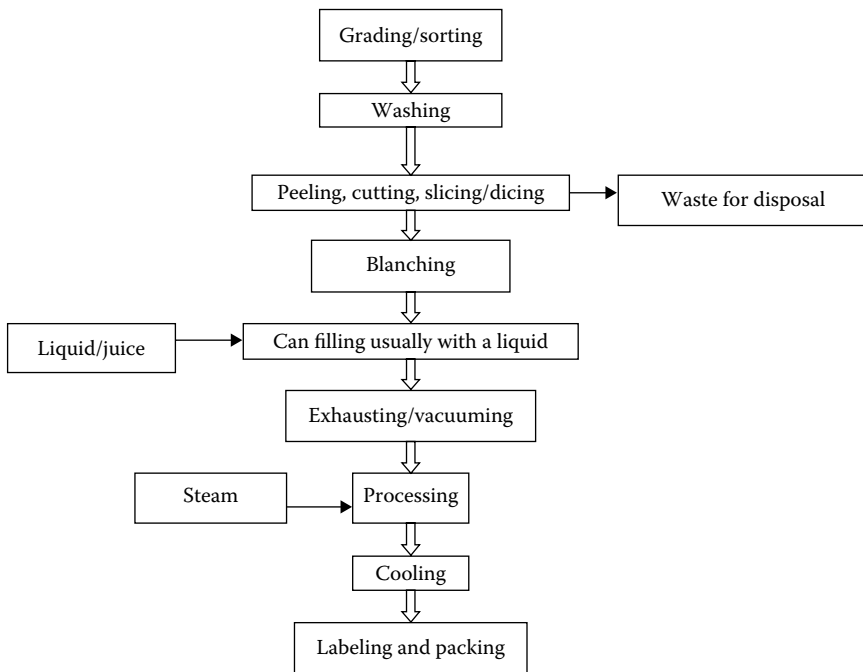 Grading/sorting
Washing
Peeling, cutting, slicing/dicing
Waste for disposal
Blanching
Liquid/juice
Can filling usually with a liquid
Exhausting/vacuuming
Steam
Processing
Cooling
Labeling and packing